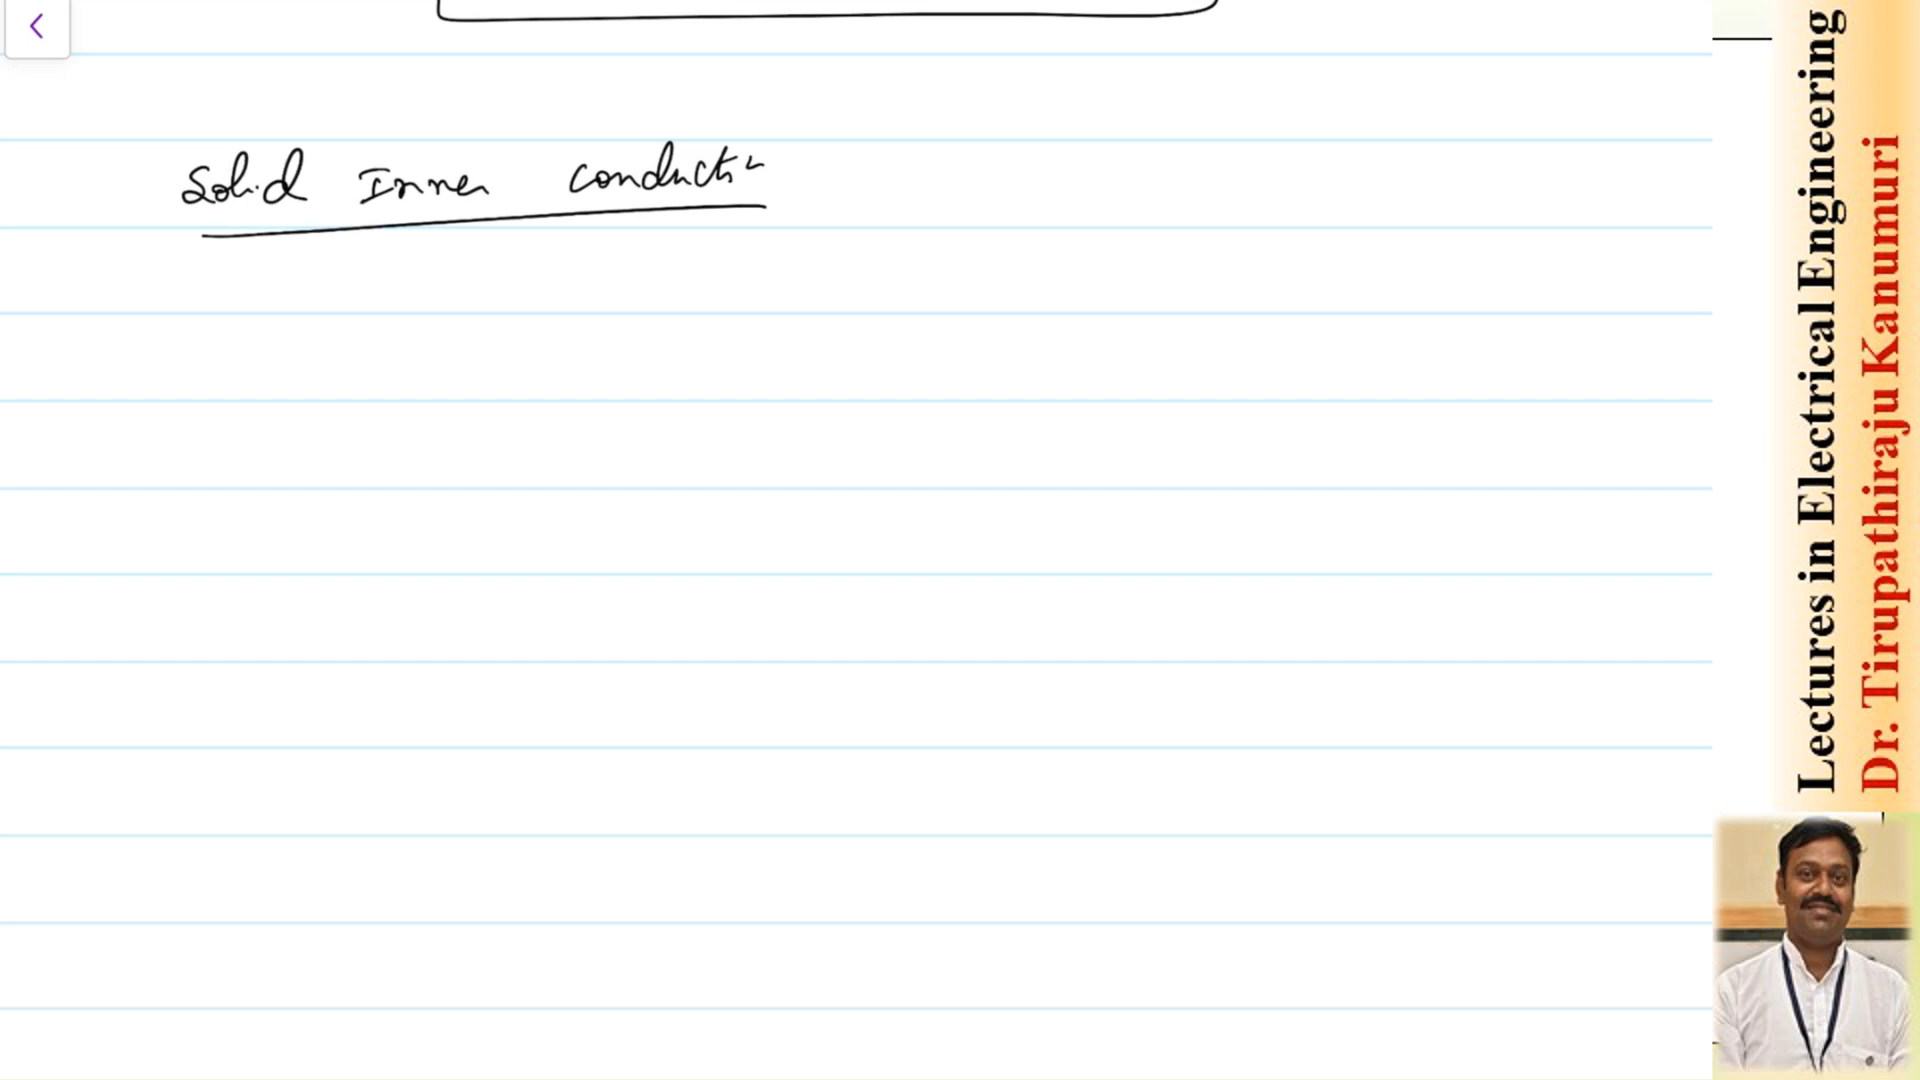 Solid Inner Conductor
Lectures in Electrical Engineering
Dr. Tirupathiraju Kanumuri